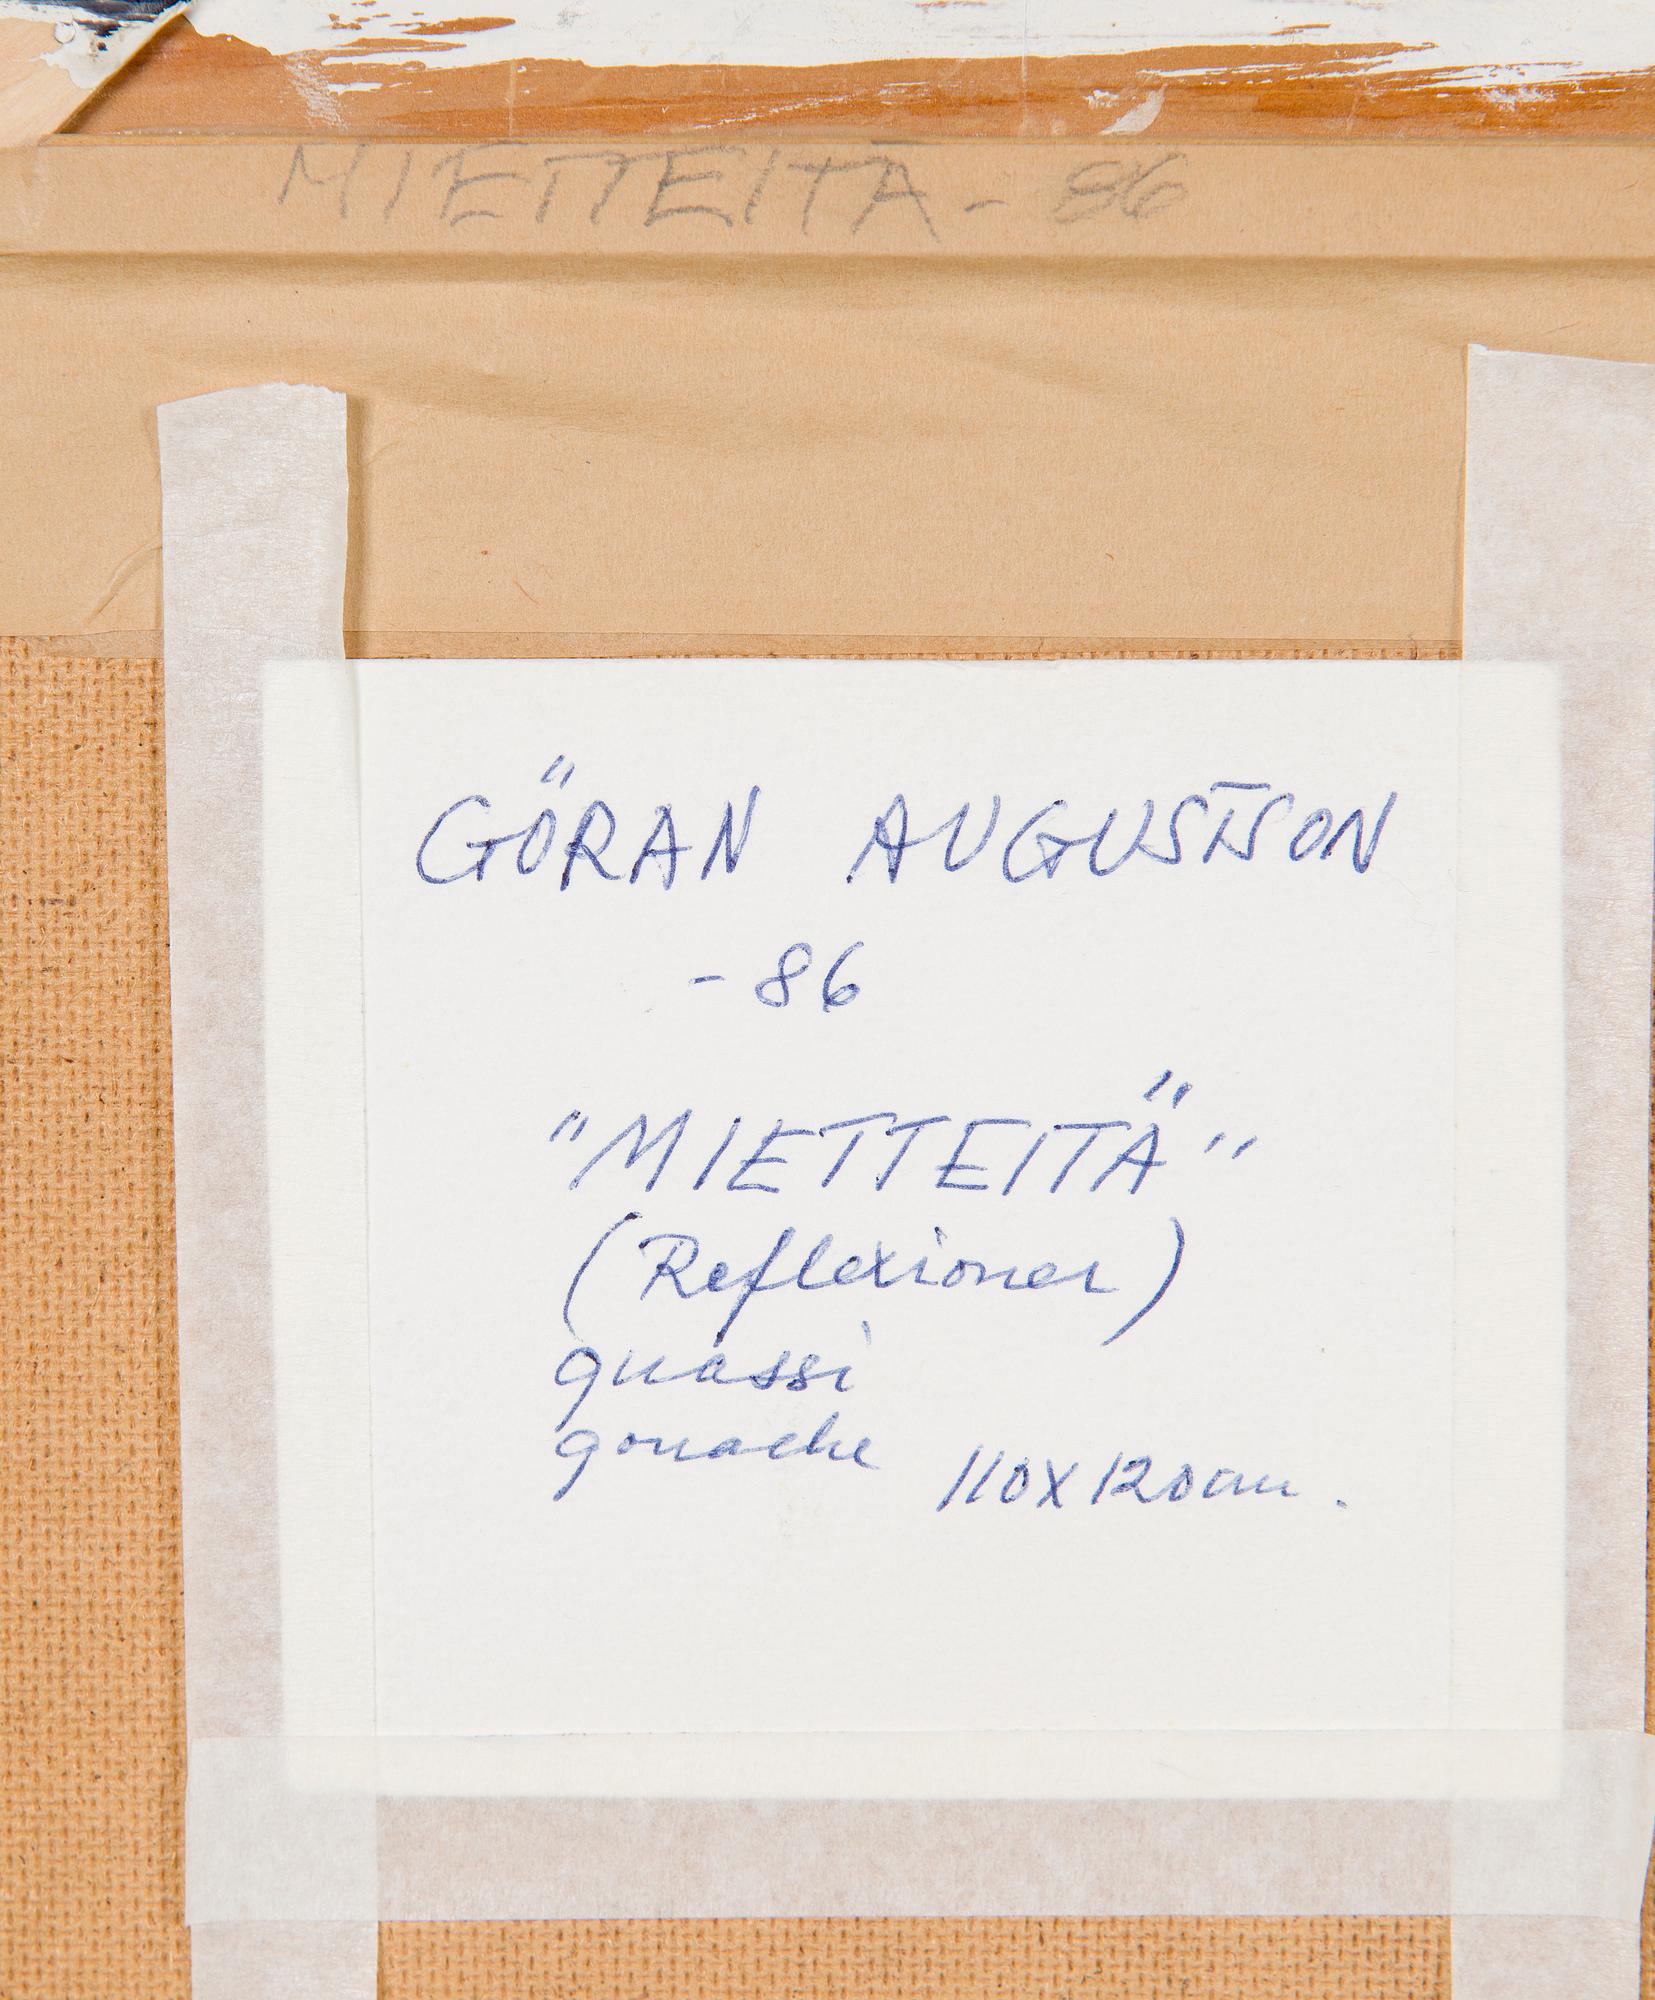 MIETTEITÄ - 86
GÖRAN AUGUSTSON
- 86
"MIETTEITÄ"
(Reflexioner)
guassi
gouache 110X120cm.